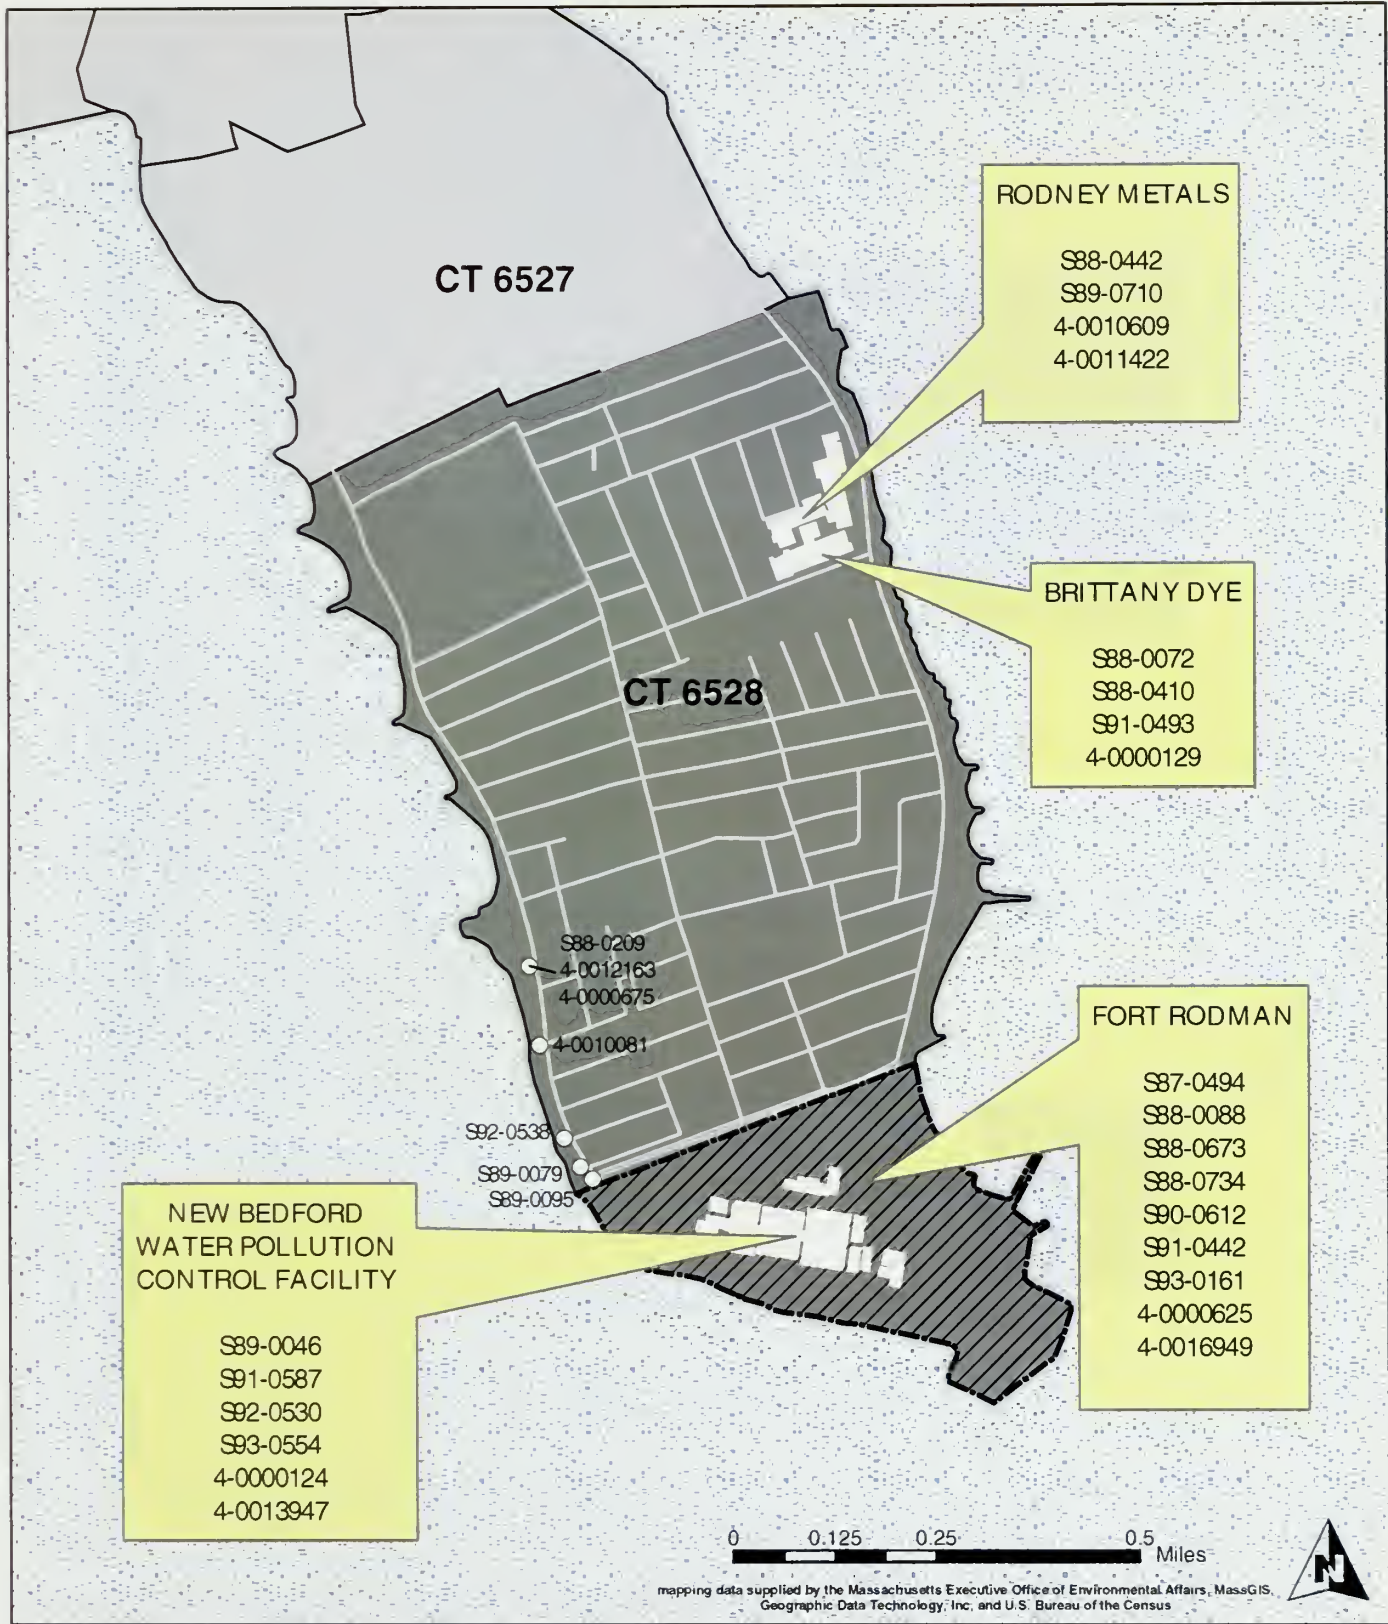 CT 6527
RODNEY METALS
S88-0442
S89-0710
4-0010609
4-0011422
BRITTANY DYE
S88-0072
S88-0410
S91-0493
4-0000129
CT 6528
S88-0209
4-0012163
4-0000675
4-0010081
S92-0538
S89-0079
S89-0095
FORT RODMAN
S87-0494
S88-0088
S88-0673
S88-0734
S90-0612
S91-0442
S93-0161
4-0000625
4-0016949
NEW BEDFORD
WATER POLLUTION
CONTROL FACILITY
S89-0046
S91-0587
S92-0530
S93-0554
4-0000124
4-0013947
0 0.125 0.25 0.5
Miles
N
mapping data supplied by the Massachusetts Executive Office of Environmental Affairs, MassGIS,
Geographic Data Technology, Inc, and U.S. Bureau of the Census